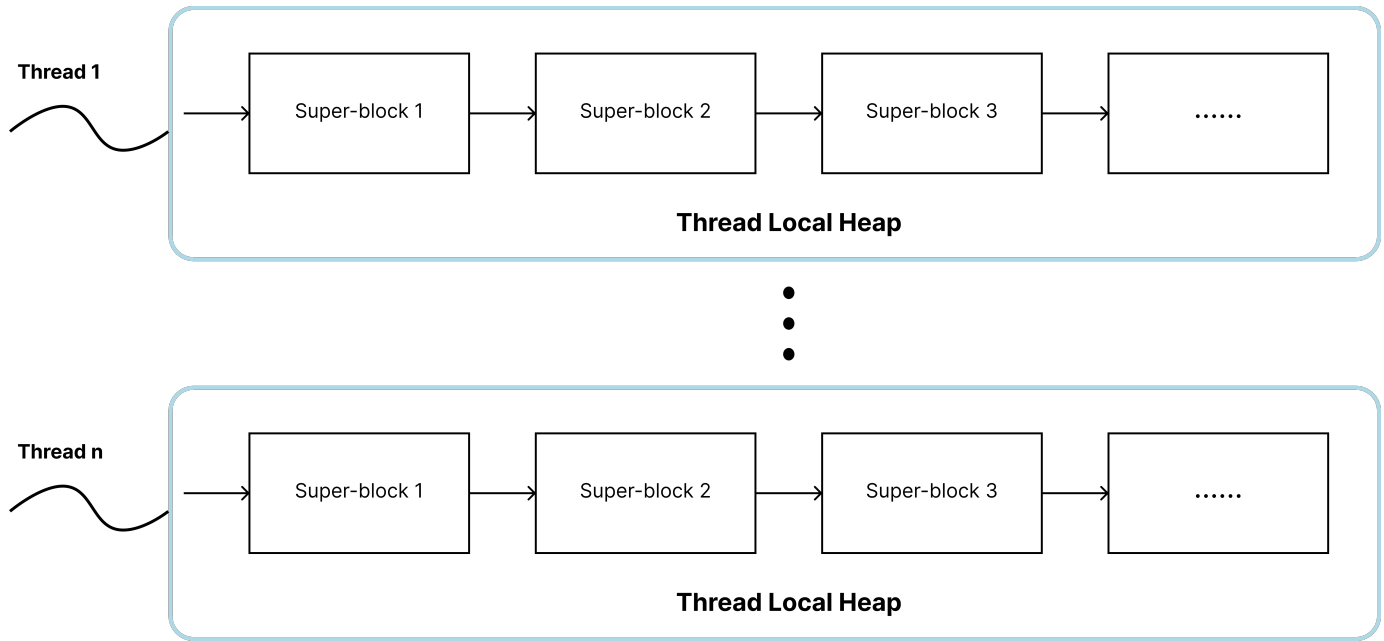 Thread 1
Super-block 1
Super-block 2
Super-block 3
......
Thread Local Heap
Thread n
Super-block 1
Super-block 2
Super-block 3
......
Thread Local Heap